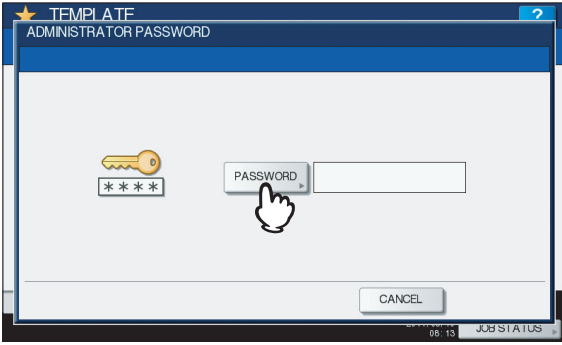 TEMPLATE
?
ADMINISTRATOR PASSWORD
PASSWORD
* * * *
CANCEL
08:13
JOB STATUS